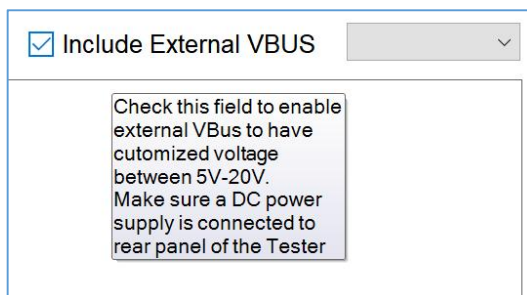 Include External VBUS
Check this field to enable
external VBus to have
cutomized voltage
between 5V-20V.
Make sure a DC power
supply is connected to
rear panel of the Tester